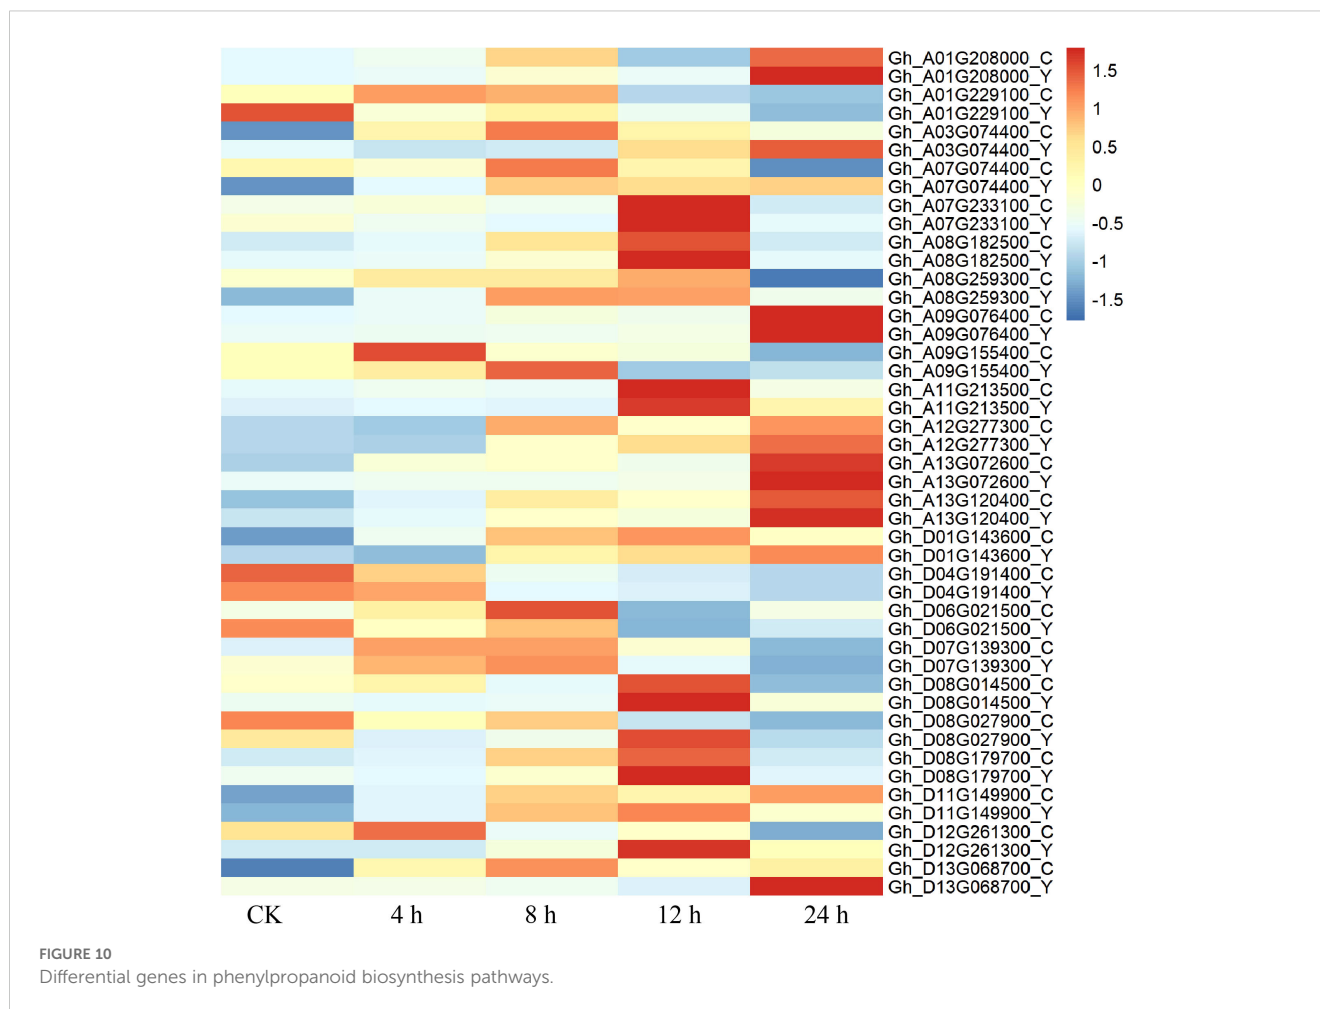 Gh_A01G208000_C
Gh_A01G208000_Y
Gh_A01G229100_C
Gh_A01G229100_Y
Gh_A03G074400_C
Gh_A03G074400_Y
Gh_A07G074400_C
Gh_A07G074400_Y
Gh_A07G233100_C
Gh_A07G233100_Y
Gh_A08G182500_C
Gh_A08G182500_Y
Gh_A08G259300_C
Gh_A08G259300_Y
Gh_A09G076400_C
Gh_A09G076400_Y
Gh_A09G155400_C
Gh_A09G155400_Y
Gh_A11G213500_C
Gh_A11G213500_Y
Gh_A12G277300_C
Gh_A12G277300_Y
Gh_A13G072600_C
Gh_A13G072600_Y
Gh_A13G120400_C
Gh_A13G120400_Y
Gh_D01G143600_C
Gh_D01G143600_Y
Gh_D04G191400_C
Gh_D04G191400_Y
Gh_D06G021500_C
Gh_D06G021500_Y
Gh_D07G139300_C
Gh_D07G139300_Y
Gh_D08G014500_C
Gh_D08G014500_Y
Gh_D08G027900_C
Gh_D08G027900_Y
Gh_D08G179700_C
Gh_D08G179700_Y
Gh_D11G149900_C
Gh_D11G149900_Y
Gh_D12G261300_C
Gh_D12G261300_Y
Gh_D13G068700_C
Gh_D13G068700_Y
1.5
1
0.5
0
-0.5
-1
-1.5
CK 4 h 8 h 12 h 24 h
FIGURE 10
Differential genes in phenylpropanoid biosynthesis pathways.